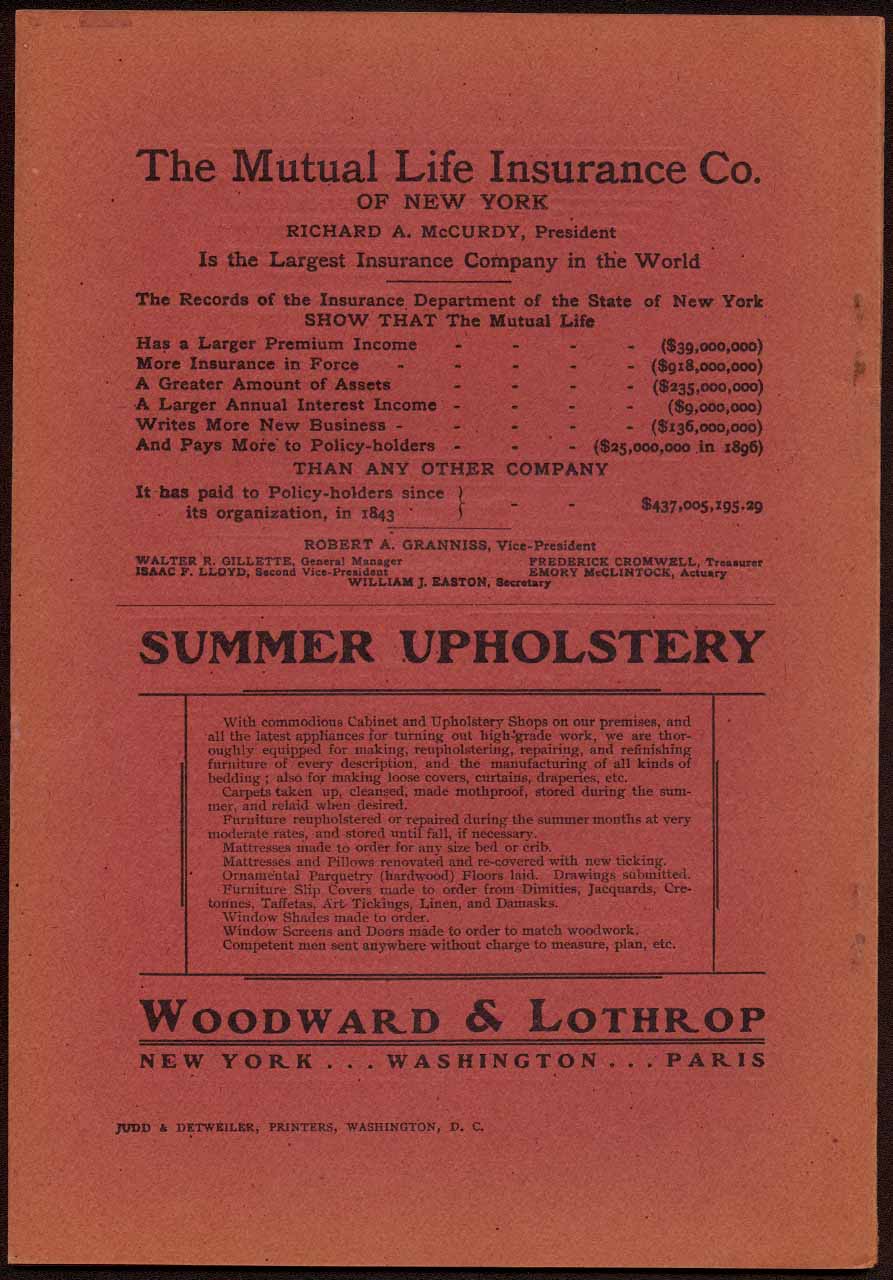 The Mutual Life Insurance Co.
OF NEW YORK
RICHARD A. McCURDY, President
Is the Largest Insurance Company in the World
The Records of the Insurance Department of the State of New York
SHOW THAT The Mutual Life
Has a Larger Premium Income - - - - ($39,000,000)
More Insurance in Force - - - - - ($918,000,000)
A Greater Amount of Assets - - - - ($235,000,000)
A Larger Annual Interest Income - - - - ($9,000,000)
Writes More New Business - - - - - ($136,000,000)
And Pays More to Policy-holders - - - ($25,000,000 in 1896)
THAN ANY OTHER COMPANY
It has paid to Policy-holders since }
its organization, in 1843 } - - $437,005,195.29
ROBERT A. GRANNISS, Vice-President
WALTER R. GILLETTE, General Manager FREDERICK CROMWELL, Treasurer
ISAAC F. LLOYD, Second Vice-President EMORY McCLINTOCK, Actuary
WILLIAM J. EASTON, Secretary
SUMMER UPHOLSTERY
With commodious Cabinet and Upholstery Shops on our premises, and
all the latest appliances for turning out high-grade work, we are thor-
oughly equipped for making, reupholstering, repairing, and refinishing
furniture of every description, and the manufacturing of all kinds of
bedding ; also for making loose covers, curtains, draperies, etc.
Carpets taken up, cleansed, made mothproof, stored during the sum-
mer, and relaid when desired.
Furniture reupholstered or repaired during the summer months at very
moderate rates, and stored until fall, if necessary.
Mattresses made to order for any size bed or crib.
Mattresses and Pillows renovated and re-covered with new ticking.
Ornamental Parquetry (hardwood) Floors laid. Drawings submitted.
Furniture Slip Covers made to order from Dimities, Jacquards, Cre-
tonnes, Taffetas, Art Tickings, Linen, and Damasks.
Window Shades made to order.
Window Screens and Doors made to order to match woodwork.
Competent men sent anywhere without charge to measure, plan, etc.
WOODWARD & LOTHROP
NEW YORK . . . WASHINGTON . . . PARIS
JUDD & DETWEILER, PRINTERS, WASHINGTON, D. C.